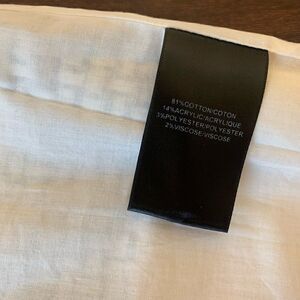 81%COTTON/COTON
14%ACRYLIC/ACRYLIQUE
3%POLYESTER/POLYESTER
2%VISCOSE/VISCOSE